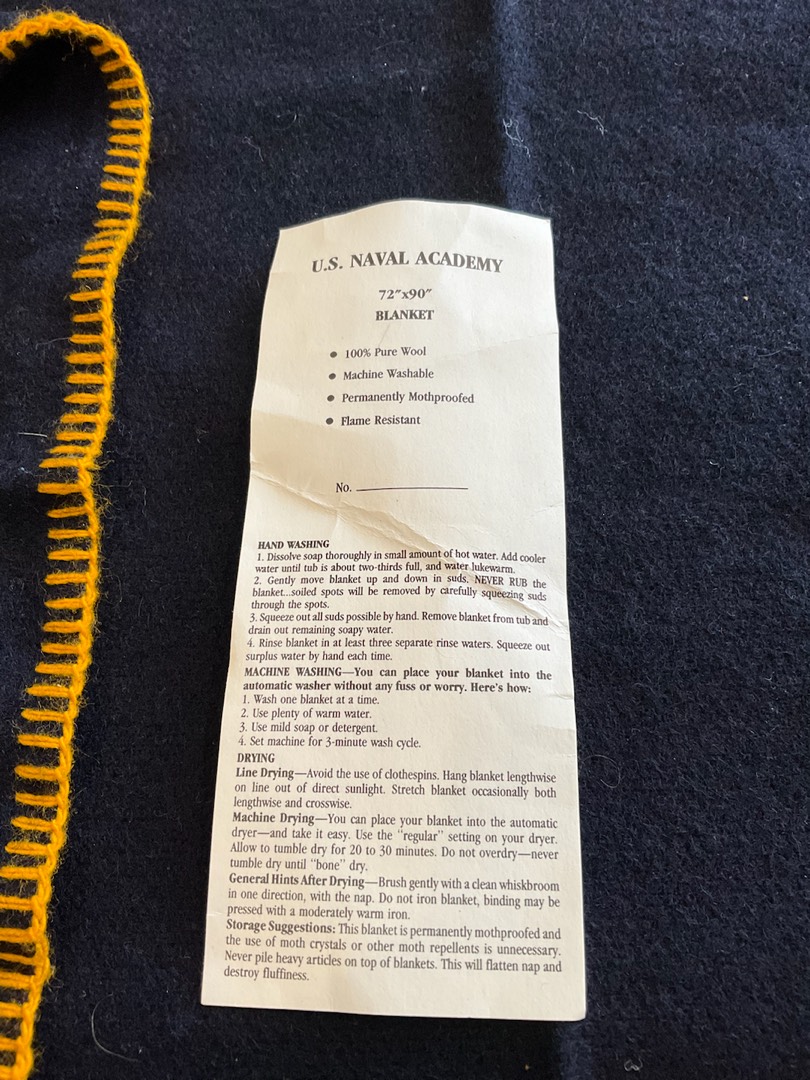 U.S. NAVAL ACADEMY
72"x90"
BLANKET
● 100% Pure Wool
● Machine Washable
● Permanently Mothproofed
● Flame Resistant
No. ____________
HAND WASHING
1. Dissolve soap thoroughly in small amount of hot water. Add cooler
water until tub is about two-thirds full, and water lukewarm.
2. Gently move blanket up and down in suds. NEVER RUB the
blanket...soiled spots will be removed by carefully squeezing suds
through the spots.
3. Squeeze out all suds possible by hand. Remove blanket from tub and
drain out remaining soapy water.
4. Rinse blanket in at least three separate rinse waters. Squeeze out
surplus water by hand each time.
MACHINE WASHING—You can place your blanket into the
automatic washer without any fuss or worry. Here's how:
1. Wash one blanket at a time.
2. Use plenty of warm water.
3. Use mild soap or detergent.
4. Set machine for 3-minute wash cycle.
DRYING
Line Drying—Avoid the use of clothespins. Hang blanket lengthwise
on line out of direct sunlight. Stretch blanket occasionally both
lengthwise and crosswise.
Machine Drying—You can place your blanket into the automatic
dryer—and take it easy. Use the "regular" setting on your dryer.
Allow to tumble dry for 20 to 30 minutes. Do not overdry—never
tumble dry until "bone" dry.
General Hints After Drying—Brush gently with a clean whiskbroom
in one direction, with the nap. Do not iron blanket, binding may be
pressed with a moderately warm iron.
Storage Suggestions: This blanket is permanently mothproofed and
the use of moth crystals or other moth repellents is unnecessary.
Never pile heavy articles on top of blankets. This will flatten nap and
destroy fluffiness.